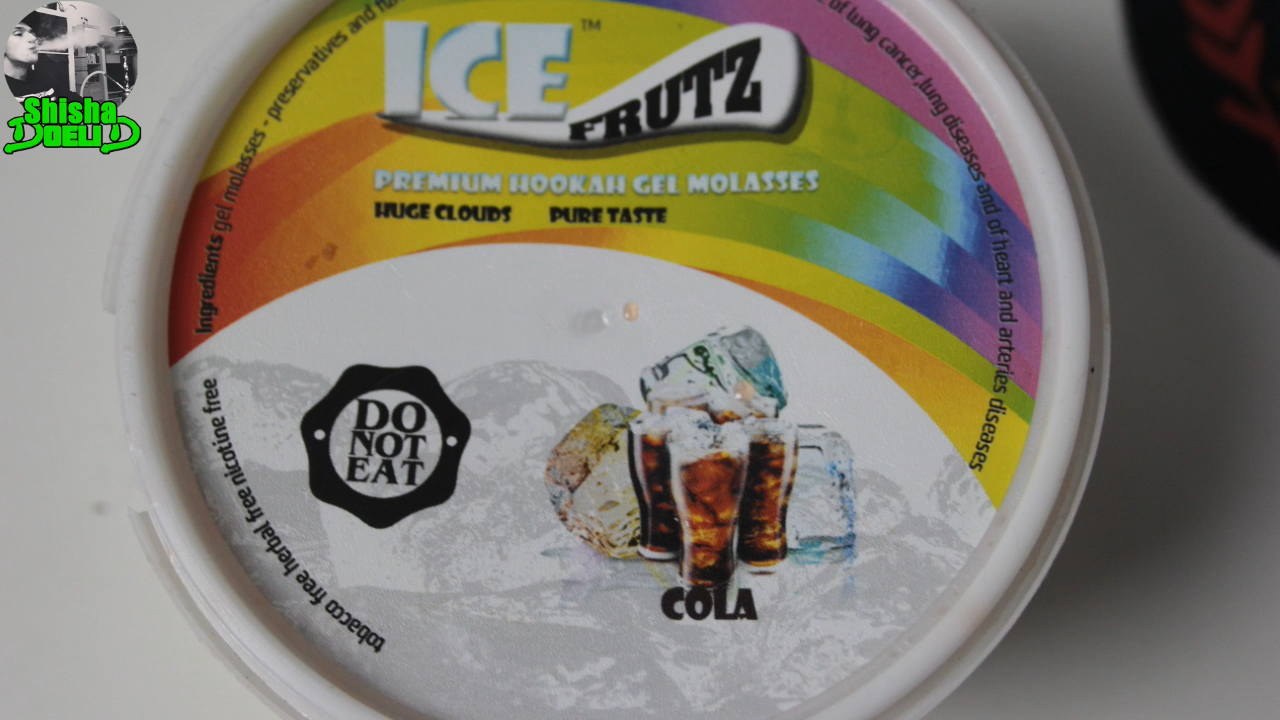 Shisha
DOELID
ICE™
FRUTZ
PREMIUM HOOKAH GEL MOLASSES
HUGE CLOUDS PURE TASTE
Ingredients gel molasses - preservatives and
of lung cancer, lung diseases and of heart and arteries diseases
DO
NOT
EAT
tobacco free herbal free nicotine free
COLA